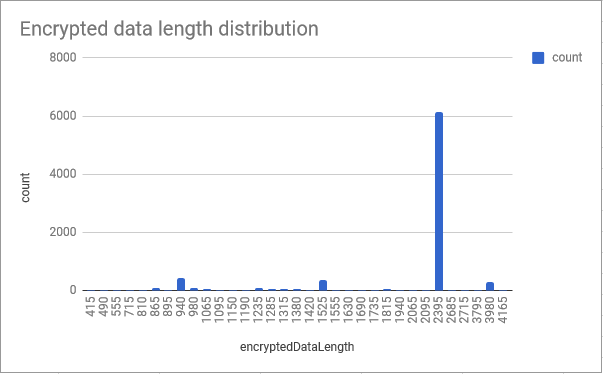 Encrypted data length distribution
count
8000
6000
4000
2000
0
count
415 490 555 715 810 865 895 940 980 1065 1095 1150 1190 1235 1285 1315 1380 1420 1525 1555 1630 1690 1735 1815 1940 2065 2095 2395 2685 2715 3795 3980 4165
encryptedDataLength